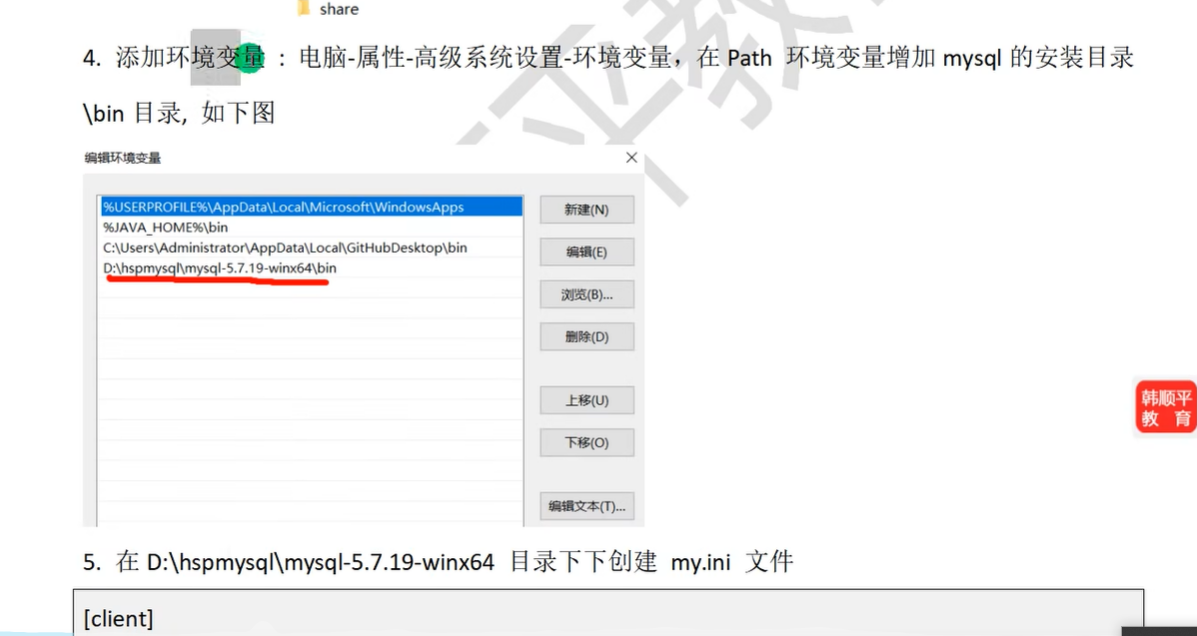 share
4. 添加环境变量 : 电脑-属性-高级系统设置-环境变量，在 Path 环境变量增加 mysql 的安装目录
\bin 目录, 如下图
编辑环境变量
%USERPROFILE%\AppData\Local\Microsoft\WindowsApps
%JAVA_HOME%\bin
C:\Users\Administrator\AppData\Local\GitHubDesktop\bin
D:\hspmysql\mysql-5.7.19-winx64\bin
新建(N)
编辑(E)
浏览(B)...
删除(D)
上移(U)
下移(O)
编辑文本(T)...
韩顺平
教 育
5. 在 D:\hspmysql\mysql-5.7.19-winx64 目录下下创建 my.ini 文件
[client]